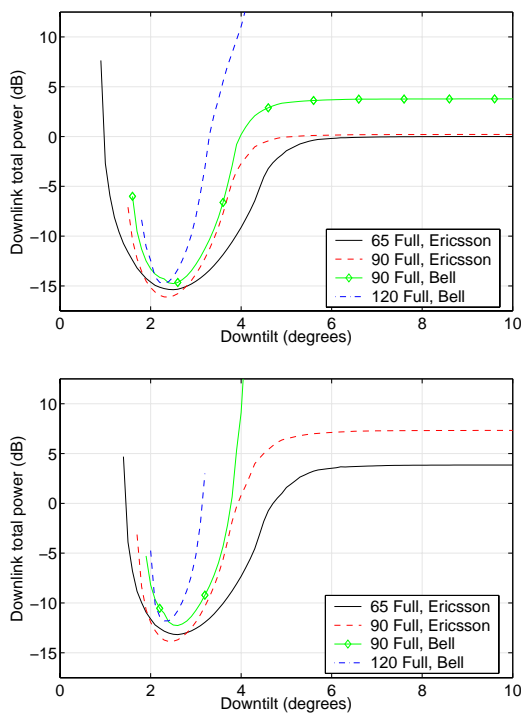 10
5
0
−5
−10
−15
Downlink total power (dB)
65 Full, Ericsson
90 Full, Ericsson
90 Full, Bell
120 Full, Bell
0 2 4 6 8 10
Downtilt (degrees)
10
5
0
−5
−10
−15
Downlink total power (dB)
65 Full, Ericsson
90 Full, Ericsson
90 Full, Bell
120 Full, Bell
0 2 4 6 8 10
Downtilt (degrees)